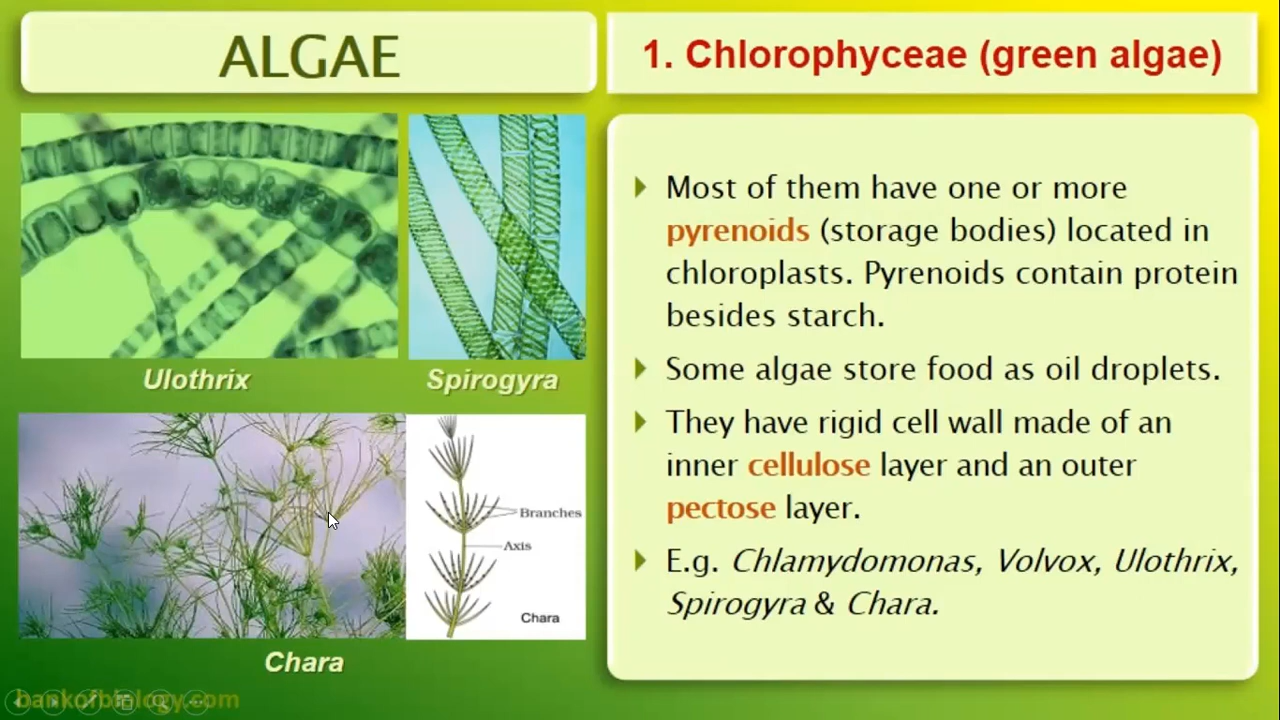 ALGAE
1. Chlorophyceae (green algae)
Ulothrix
Spirogyra
Branches
Axis
Chara
Chara
Most of them have one or more
pyrenoids (storage bodies) located in
chloroplasts. Pyrenoids contain protein
besides starch.
Some algae store food as oil droplets.
They have rigid cell wall made of an
inner cellulose layer and an outer
pectose layer.
E.g. Chlamydomonas, Volvox, Ulothrix,
Spirogyra & Chara.
bankofbiology.com